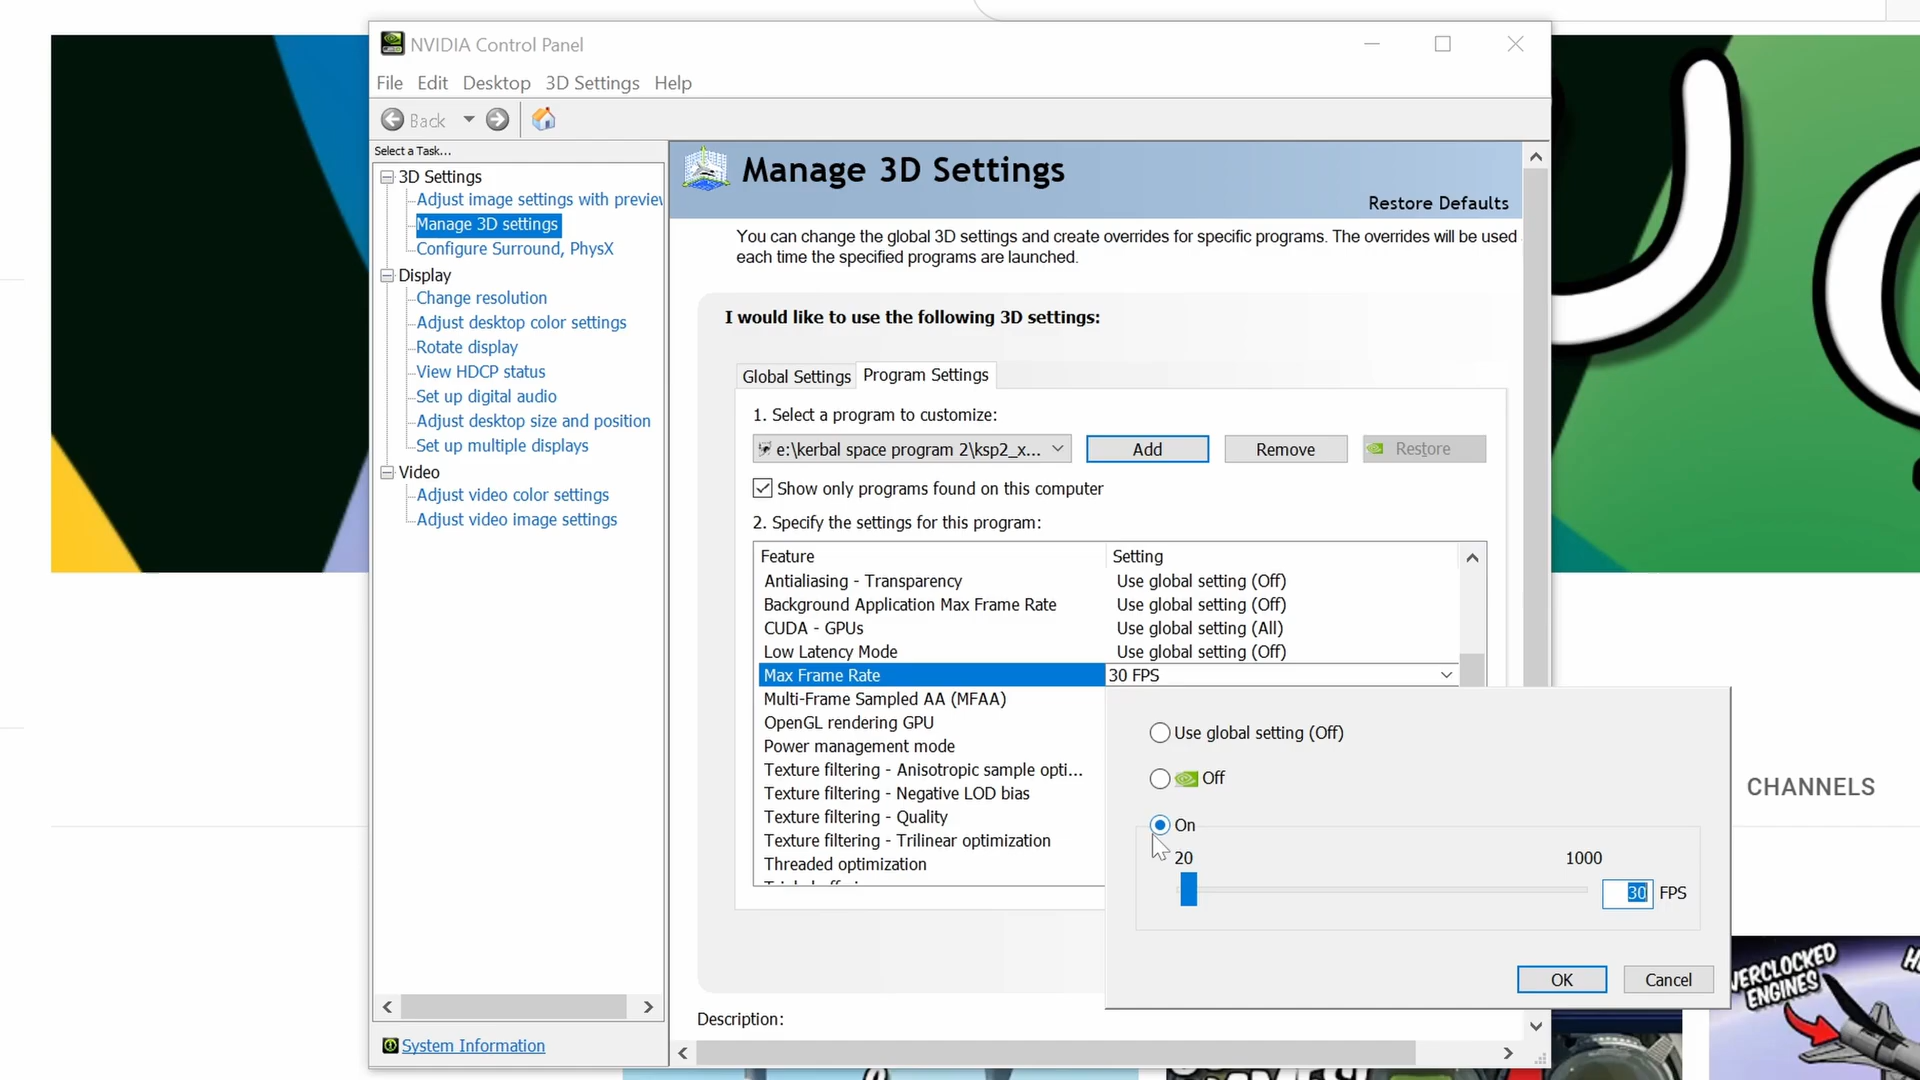 NVIDIA Control Panel
File Edit Desktop 3D Settings Help
Back
Select a Task...
3D Settings
Adjust image settings with preview
Manage 3D settings
Configure Surround, PhysX
Display
Change resolution
Adjust desktop color settings
Rotate display
View HDCP status
Set up digital audio
Adjust desktop size and position
Set up multiple displays
Video
Adjust video color settings
Adjust video image settings
System Information
Manage 3D Settings
Restore Defaults
You can change the global 3D settings and create overrides for specific programs. The overrides will be used
each time the specified programs are launched.
I would like to use the following 3D settings:
Global Settings Program Settings
1. Select a program to customize:
e:\kerbal space program 2\ksp2_x... Add Remove Restore
Show only programs found on this computer
2. Specify the settings for this program:
Feature Setting
Antialiasing - Transparency Use global setting (Off)
Background Application Max Frame Rate Use global setting (Off)
CUDA - GPUs Use global setting (All)
Low Latency Mode Use global setting (Off)
Max Frame Rate 30 FPS
Multi-Frame Sampled AA (MFAA)
OpenGL rendering GPU
Power management mode
Texture filtering - Anisotropic sample opti...
Texture filtering - Negative LOD bias
Texture filtering - Quality
Texture filtering - Trilinear optimization
Threaded optimization
Use global setting (Off)
Off
On
20 1000
30 FPS
OK Cancel
Description:
CHANNELS
VERCLOCKED
ENGINES